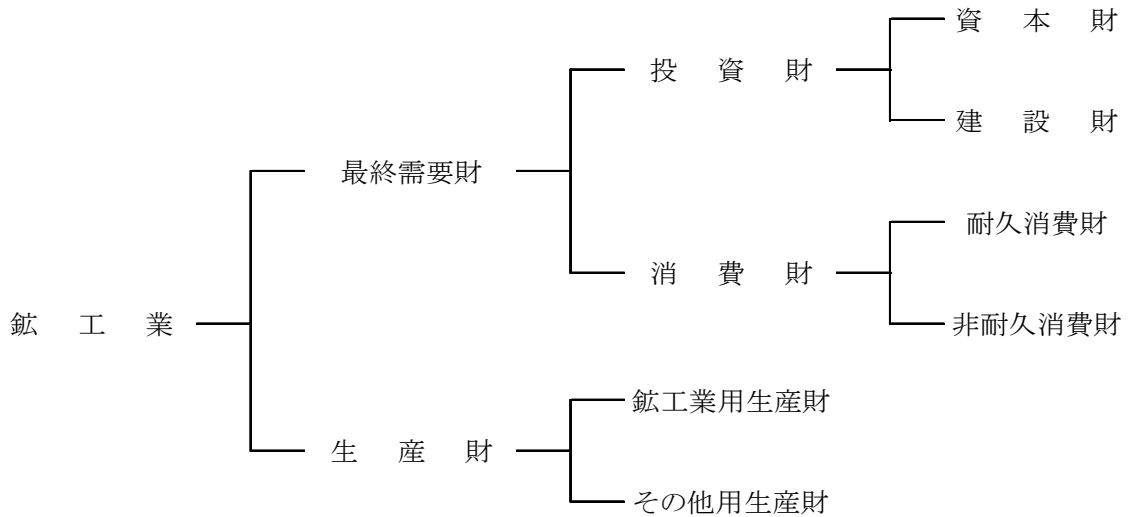 資本財
投資財
建設財
最終需要財
耐久消費財
消費財
鉱工業
非耐久消費財
鉱工業用生産財
生産財
その他用生産財